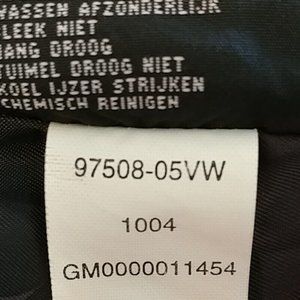 WASSEN AFZONDERLIJK
BLEEK NIET
HANG DROOG
TUIMEL DROOG NIET
KOEL IJZER STRIJKEN
CHEMISCH REINIGEN
97508-05VW
1004
GM0000011454